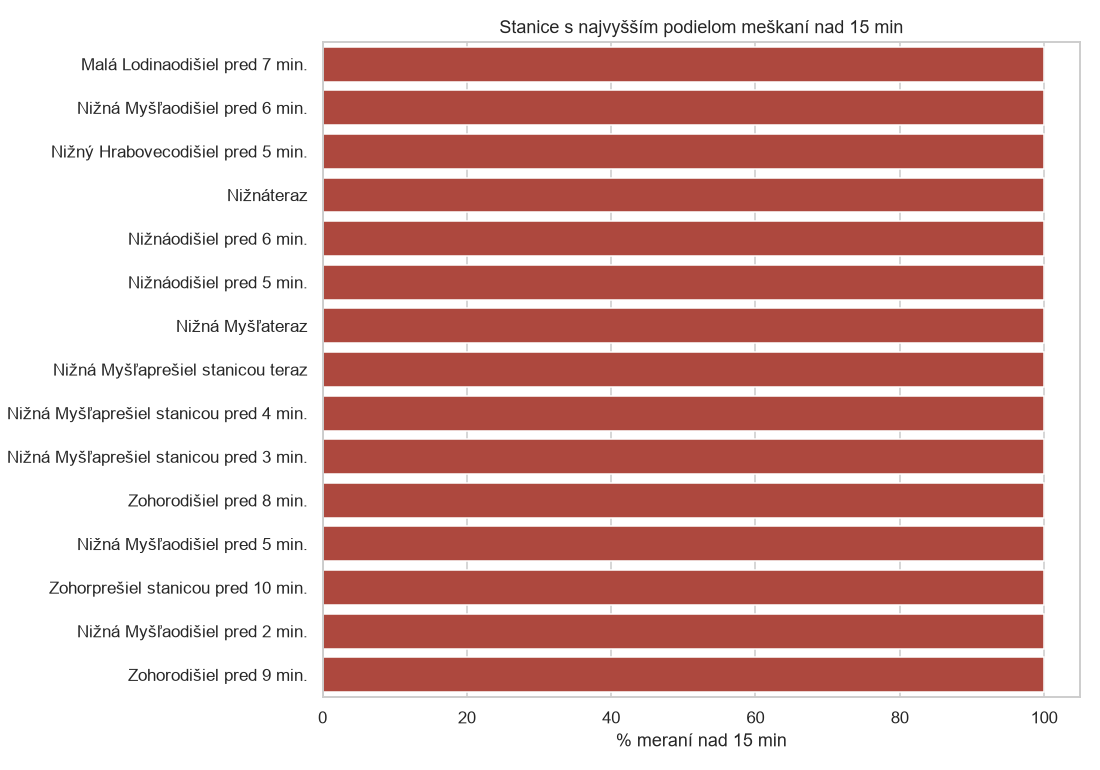 Stanice s najvyšším podielom meškaní nad 15 min
Malá Lodinaodišiel pred 7 min.
Nižná Myšľaodišiel pred 6 min.
Nižný Hrabovecodišiel pred 5 min.
Nižnáteraz
Nižnáodišiel pred 6 min.
Nižnáodišiel pred 5 min.
Nižná Myšľateraz
Nižná Myšľaprešiel stanicou teraz
Nižná Myšľaprešiel stanicou pred 4 min.
Nižná Myšľaprešiel stanicou pred 3 min.
Zohorodišiel pred 8 min.
Nižná Myšľaodišiel pred 5 min.
Zohorprešiel stanicou pred 10 min.
Nižná Myšľaodišiel pred 2 min.
Zohorodišiel pred 9 min.
0 20 40 60 80 100
% meraní nad 15 min